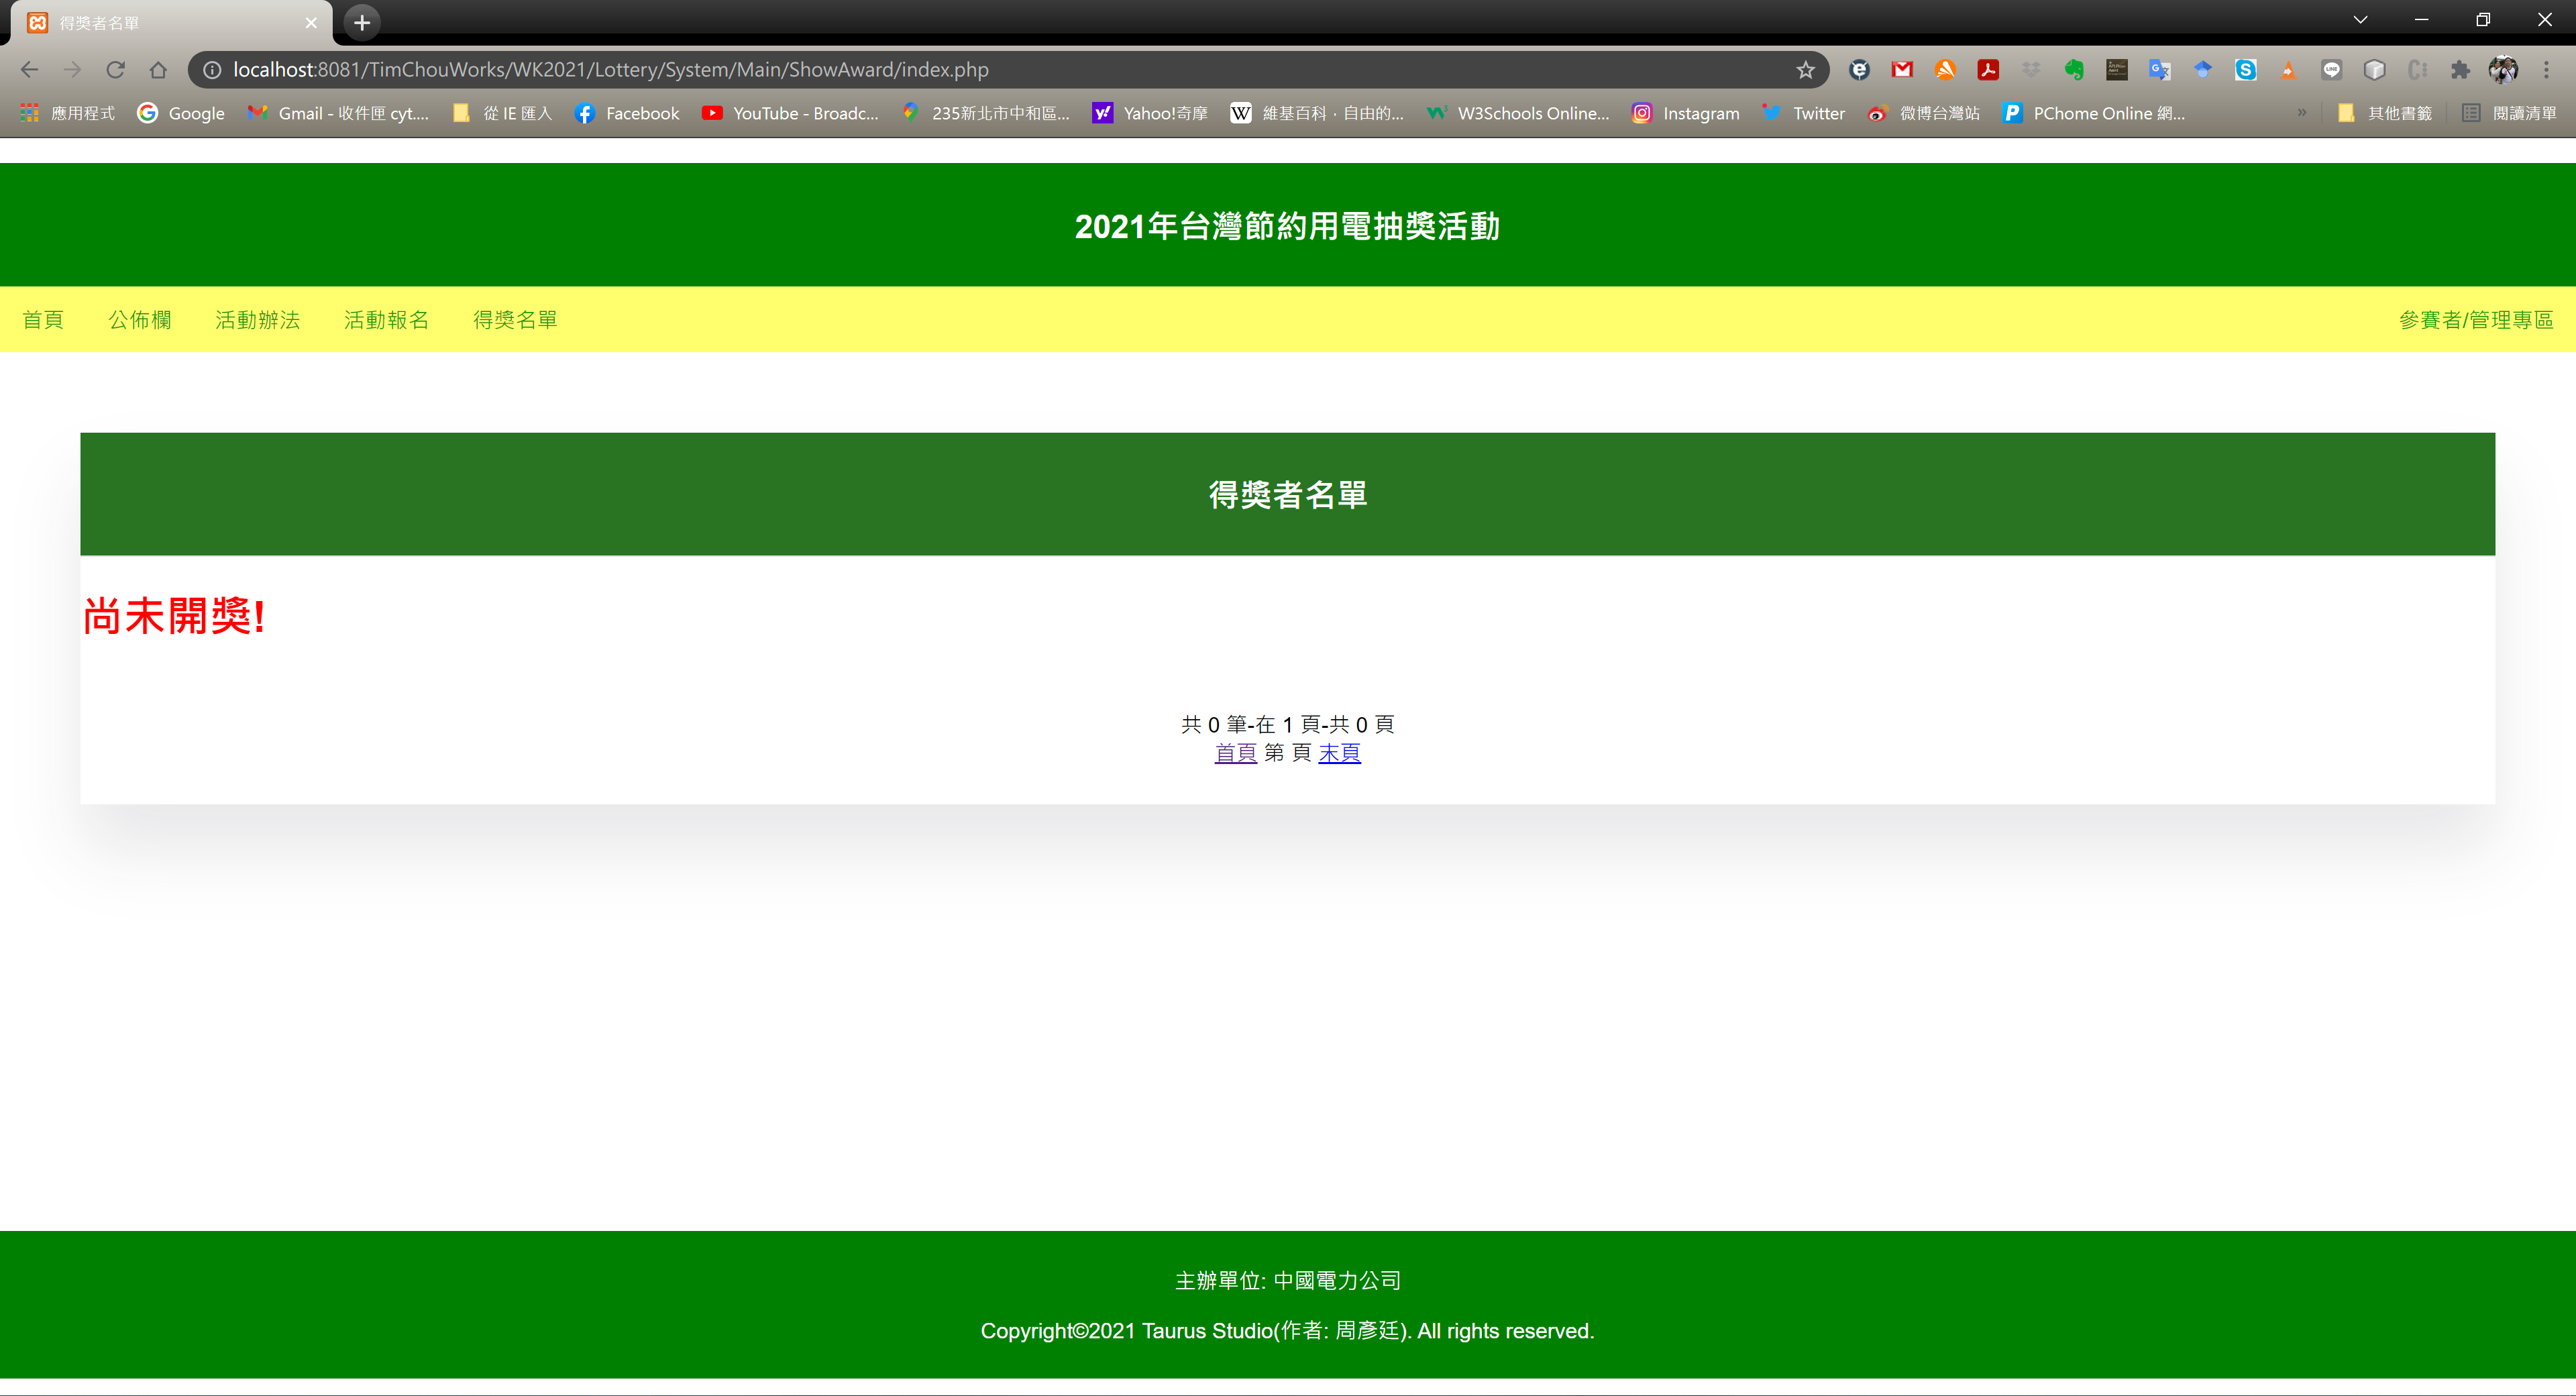 得獎者名單
localhost:8081/TimChouWorks/WK2021/Lottery/System/Main/ShowAward/index.php
應用程式 Google Gmail - 收件匣 cyt.... 從 IE 匯入 Facebook YouTube - Broadc... 235新北市中和區... Yahoo!奇摩 維基百科，自由的... W3Schools Online... Instagram Twitter 微博台灣站 PChome Online 網... » 其他書籤 閱讀清單
2021年台灣節約用電抽獎活動
首頁 公佈欄 活動辦法 活動報名 得獎名單 參賽者/管理專區
得獎者名單
尚未開獎!
共 0 筆-在 1 頁-共 0 頁
首頁 第 頁 末頁
主辦單位: 中國電力公司
Copyright©2021 Taurus Studio(作者: 周彥廷). All rights reserved.